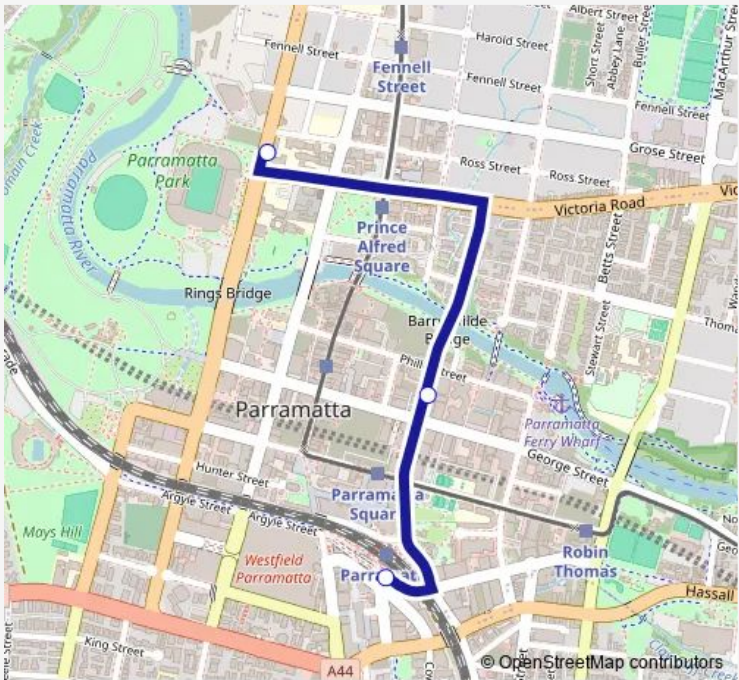 Albert Street
Fennell Street
Harold Street
Short Street
Abbey Lane
Buller Street
MacArthur Street
Fennell
Street
Fennell Street
Fennell Street
Grose Street
Parramatta
Park
Ross Street
Ross Street
Victoria Road
Parramatta River
Prince
Alfred
Square
Betts Street
Rings Bridge
Stewart Street
Parramatta
Parramatta
Ferry Wharf
George Street
Hunter Street
Argyle Street
Argyle Street
Mays Hill
Westfield
Parramatta
Robin
Thomas
Hassall
King Street
A44
© OpenStreetMap contributors